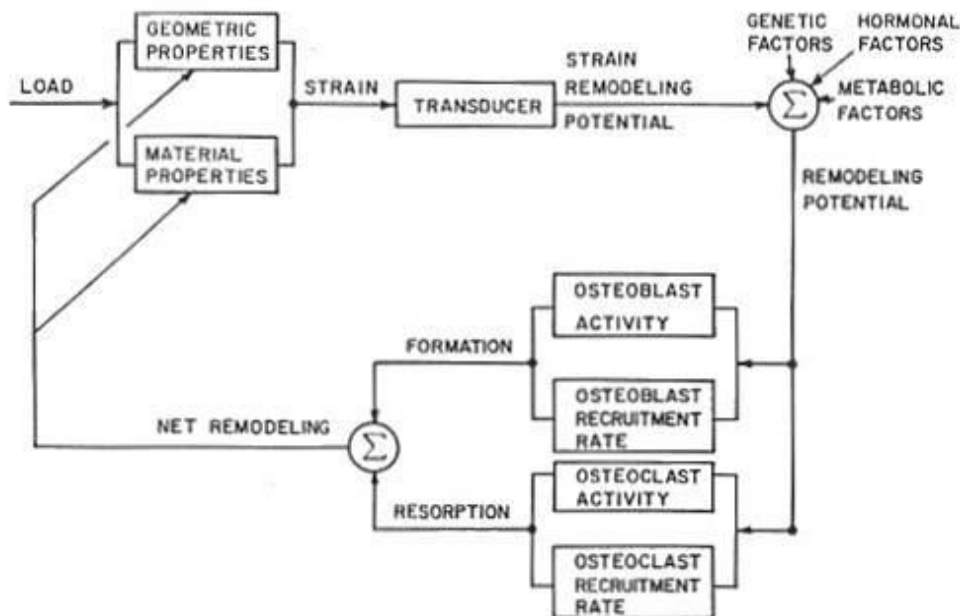 GEOMETRIC
PROPERTIES
LOAD
MATERIAL
PROPERTIES
STRAIN
TRANSDUCER
STRAIN
REMODELING
POTENTIAL
GENETIC
FACTORS
HORMONAL
FACTORS
METABOLIC
FACTORS
Σ
REMODELING
POTENTIAL
OSTEOBLAST
ACTIVITY
FORMATION
OSTEOBLAST
RECRUITMENT
RATE
NET REMODELING
Σ
OSTEOCLAST
ACTIVITY
RESORPTION
OSTEOCLAST
RECRUITMENT
RATE